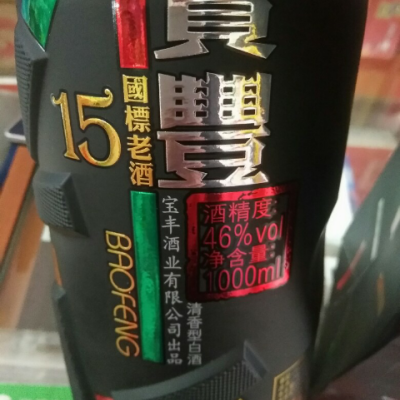 寶豐
15
國標老酒
BAOFENG
宝丰酒业有限公司出品
清香型白酒
酒精度:
46%vol
净含量:
1000ml